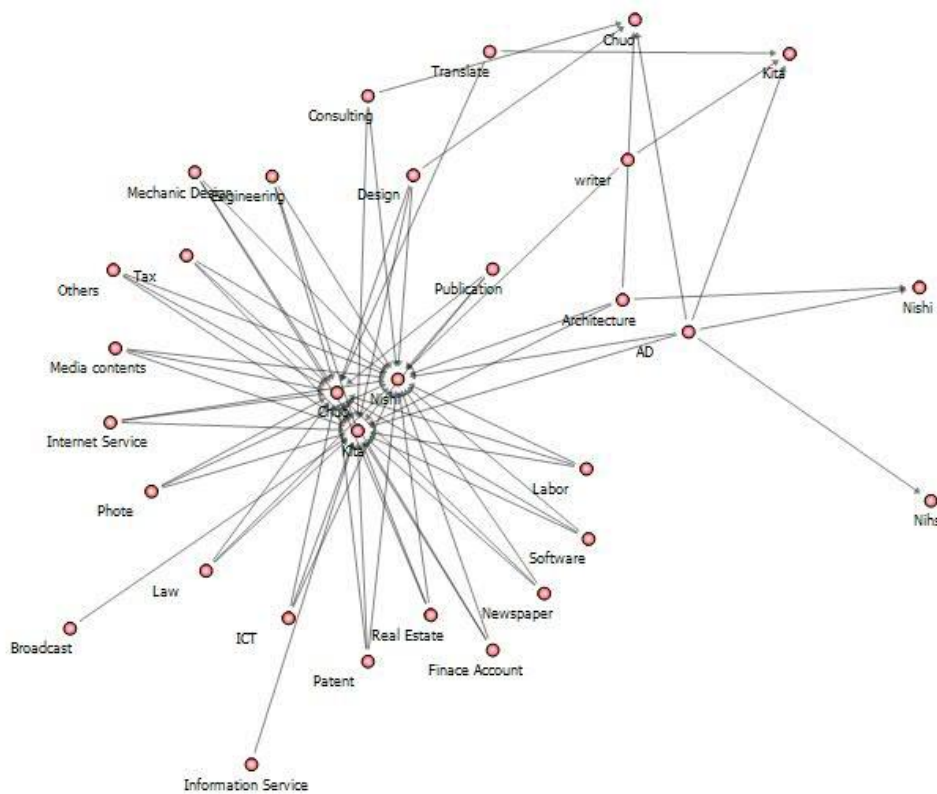 Chuo
Translate
Kita
Consulting
writer
Mechanic Design
Engineering
Design
Others
Tax
Publication
Nishi
Architecture
AD
Media contents
Nishi
Chuo
Internet Service
Kita
Labor
Phote
Nihs
Software
Law
Newspaper
ICT
Real Estate
Broadcast
Finace Account
Patent
Information Service